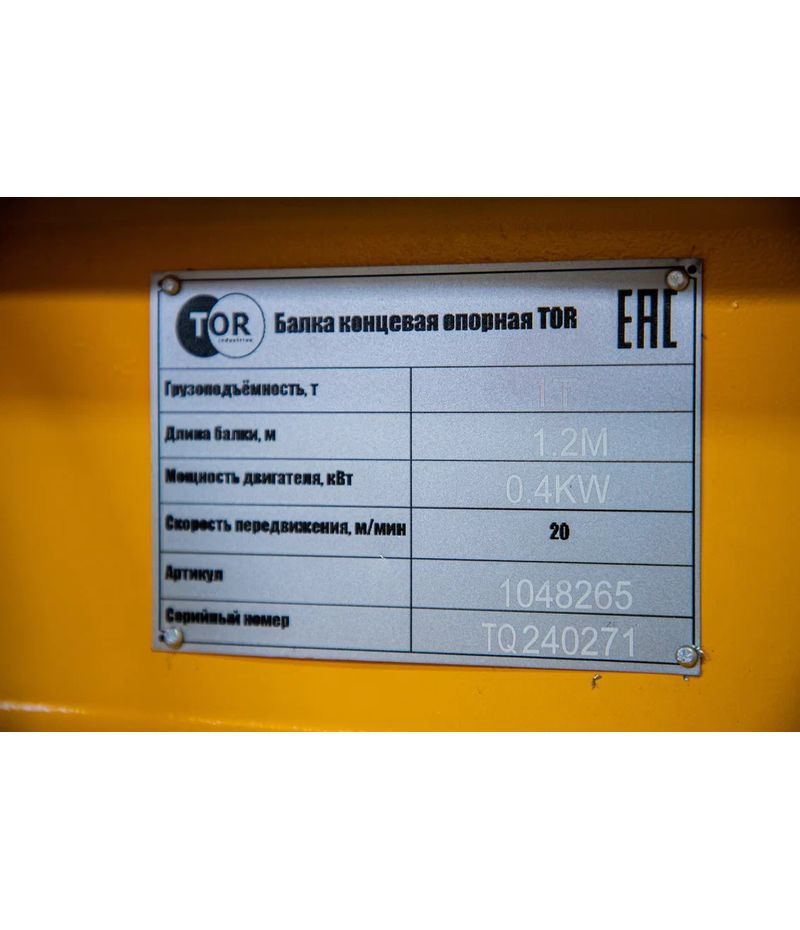 TOR
industries
Балка концевая опорная TOR
EAC
Грузоподъёмность, т 1T
Длина балки, м 1.2M
Мощность двигателя, кВт 0.4KW
Скорость передвижения, м/мин 20
Артикул 1048265
Серийный номер TQ240271